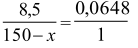 8,5/(150−x) = 0,0648/1